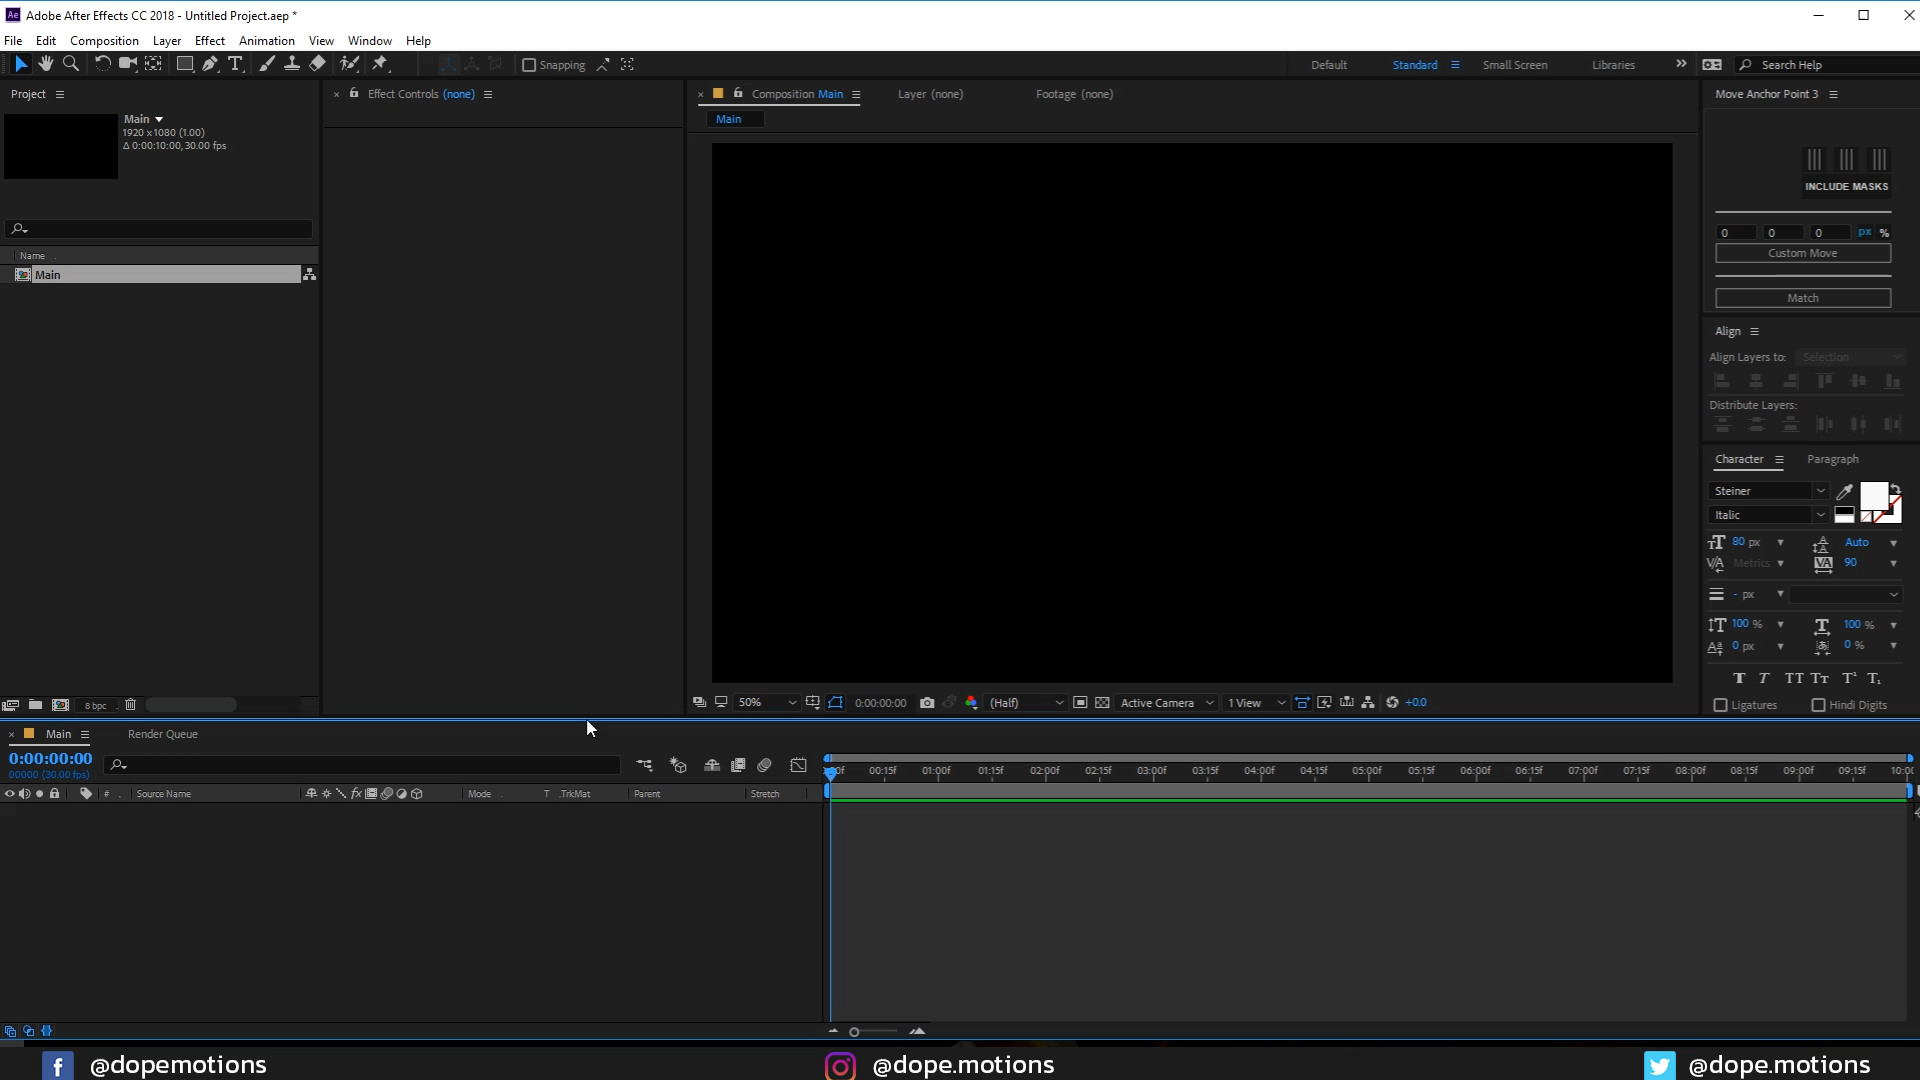 Adobe After Effects CC 2018 - Untitled Project.aep *
File Edit Composition Layer Effect Animation View Window Help
Snapping Default Standard Small Screen Libraries Search Help
Project Effect Controls (none) Composition Main Layer (none) Footage (none) Move Anchor Point 3
Main
1920 x 1080 (1.00)
Δ 0:00:10:00, 30.00 fps
Main
INCLUDE MASKS
0 0 0 px %
Custom Move
Match
Name
Main
Align
Align Layers to: Selection
Distribute Layers:
Character Paragraph
Steiner
Italic
80 px Auto
Metrics 90
- px
100 % 100 %
0 px 0 %
T T TT Tt T¹ T₁
Ligatures Hindi Digits
8 bpc
50% 0:00:00:00 (Half) Active Camera 1 View +0.0
Main Render Queue
0:00:00:00
00000 (30.00 fps)
00:15f 01:00f 01:15f 02:00f 02:15f 03:00f 03:15f 04:00f 04:15f 05:00f 05:15f 06:00f 06:15f 07:00f 07:15f 08:00f 08:15f 09:00f 09:15f
# Source Name fx Mode T .TrkMat Parent Stretch
@dopemotions @dope.motions @dope.motions